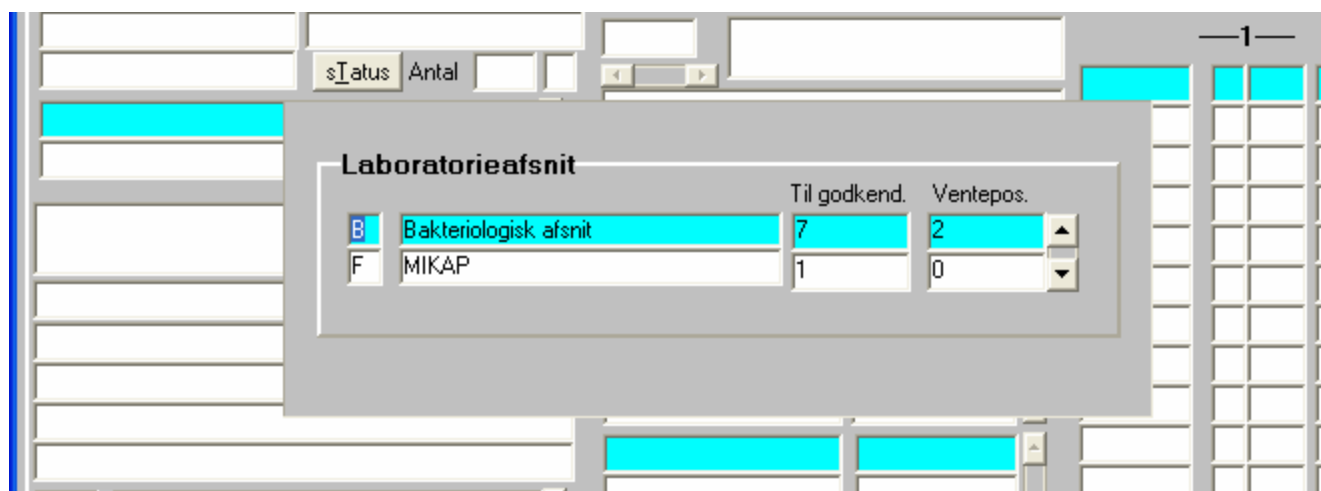 1
sTatus Antal
Laboratorieafsnit
Til godkend. Ventepos.
B Bakteriologisk afsnit 7 2
F MIKAP 1 0